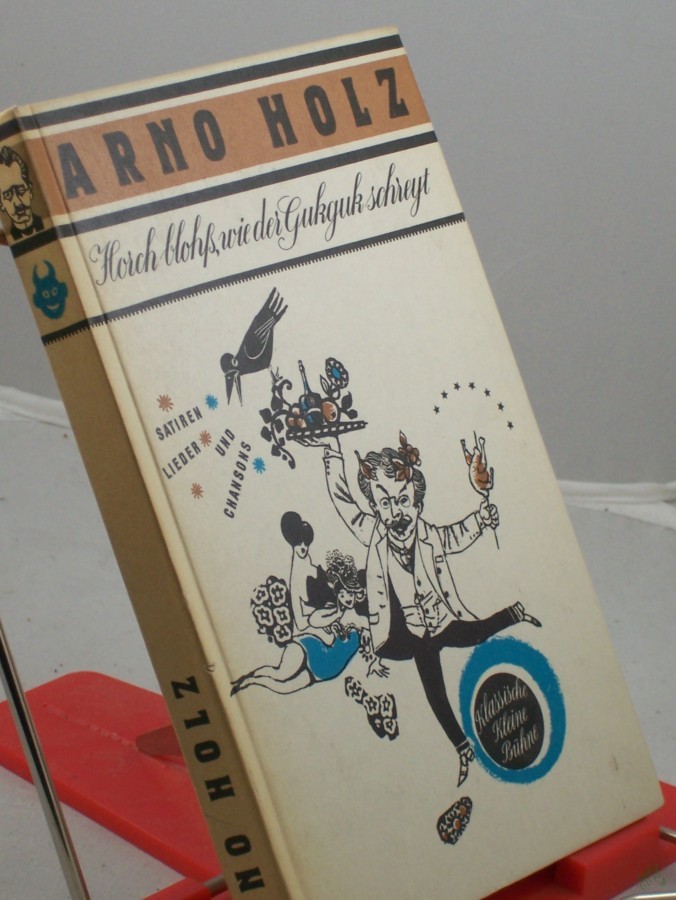 ARNO HOLZ
Horch blohß, wie der Gukguk schreyt
SATIREN
LIEDER UND
CHANSONS
Klassische
Kleine
Bühne
NO HOLZ